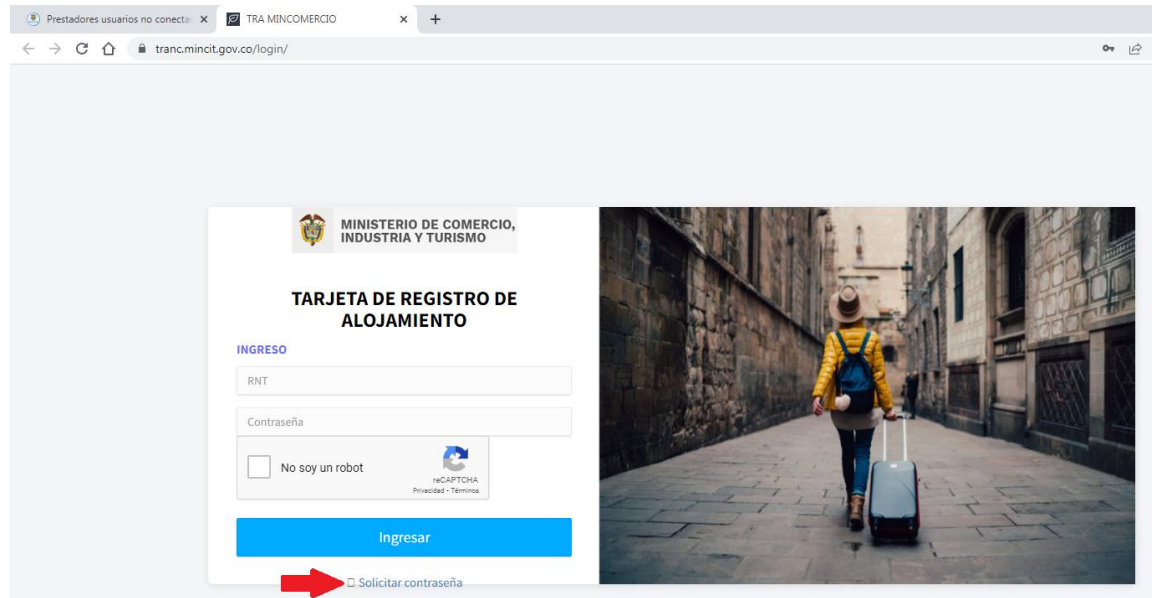 Prestadores usuarios no conecta
TRA MINCOMERCIO
tranc.mincit.gov.co/login/
MINISTERIO DE COMERCIO,
INDUSTRIA Y TURISMO
TARJETA DE REGISTRO DE
ALOJAMIENTO
INGRESO
RNT
Contraseña
No soy un robot
reCAPTCHA
Privacidad - Términos
Ingresar
Solicitar contraseña